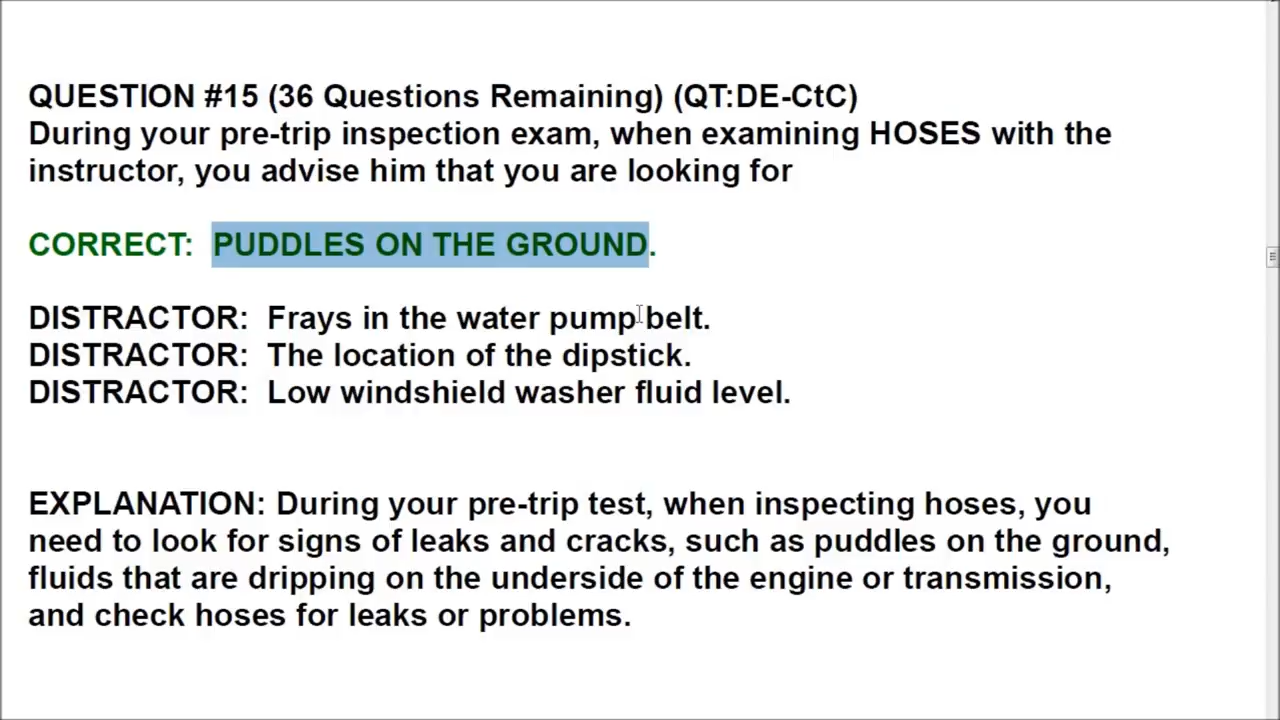 QUESTION #15 (36 Questions Remaining) (QT:DE-CtC)
During your pre-trip inspection exam, when examining HOSES with the
instructor, you advise him that you are looking for
CORRECT: PUDDLES ON THE GROUND.
DISTRACTOR: Frays in the water pump belt.
DISTRACTOR: The location of the dipstick.
DISTRACTOR: Low windshield washer fluid level.
EXPLANATION: During your pre-trip test, when inspecting hoses, you
need to look for signs of leaks and cracks, such as puddles on the ground,
fluids that are dripping on the underside of the engine or transmission,
and check hoses for leaks or problems.